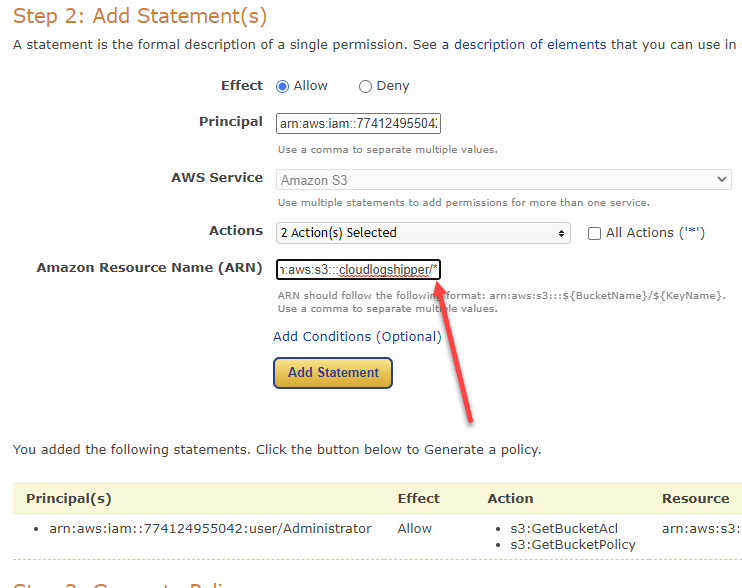 Step 2: Add Statement(s)
A statement is the formal description of a single permission. See a description of elements that you can use in
Effect Allow Deny
Principal arn:aws:iam::774124955042
Use a comma to separate multiple values.
AWS Service Amazon S3
Use multiple statements to add permissions for more than one service.
Actions 2 Action(s) Selected All Actions ('*')
Amazon Resource Name (ARN) n:aws:s3:::cloudlogshipper/*
ARN should follow the following format: arn:aws:s3:::${BucketName}/${KeyName}.
Use a comma to separate multiple values.
Add Conditions (Optional)
Add Statement
You added the following statements. Click the button below to Generate a policy.
Principal(s) Effect Action Resource
• arn:aws:iam::774124955042:user/Administrator Allow • s3:GetBucketAcl arn:aws:s3:
• s3:GetBucketPolicy